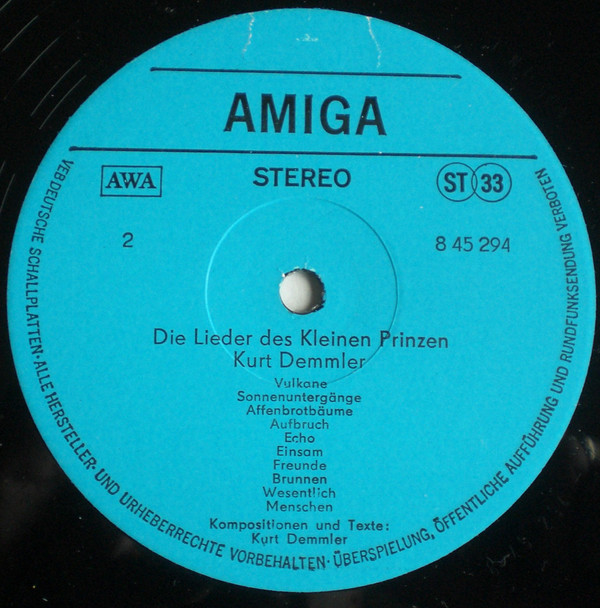 AMIGA
AWA
STEREO
ST 33
2
8 45 294
Die Lieder des Kleinen Prinzen
Kurt Demmler
Vulkane
Sonnenuntergänge
Affenbrotbäume
Aufbruch
Echo
Einsam
Freunde
Brunnen
Wesentlich
Menschen
Kompositionen und Texte:
Kurt Demmler
VEB DEUTSCHE SCHALLPLATTEN · ALLE HERSTELLER- UND URHEBERRECHTE VORBEHALTEN · ÜBERSPIELUNG, ÖFFENTLICHE AUFFÜHRUNG UND RUNDFUNKSENDUNG VERBOTEN